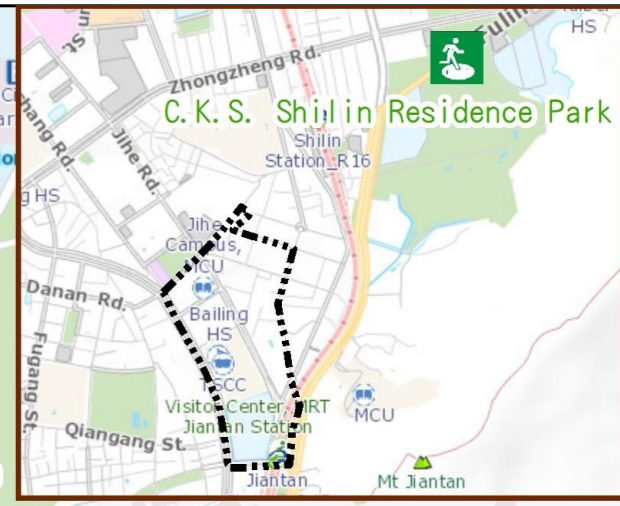 HS
Zhongzheng Rd.
C.K.S. Shilin Residence Park
Shilin
Station_R16
Jihe Rd.
HS
Jihe
Campus,
MCU
Danan Rd.
Bailing
HS
Fugang St.
TSCC
Visitor Center, MRT
Jiantan Station
MCU
Qiangang St.
Jiantan
Mt Jiantan